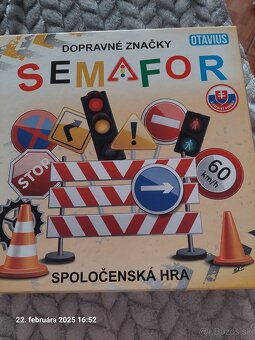 OTAVIUS
DOPRAVNÉ ZNAČKY
SEMAFOR
STOP
60
km/h
SPOLOČENSKÁ HRA
22. februára 2025 16:52